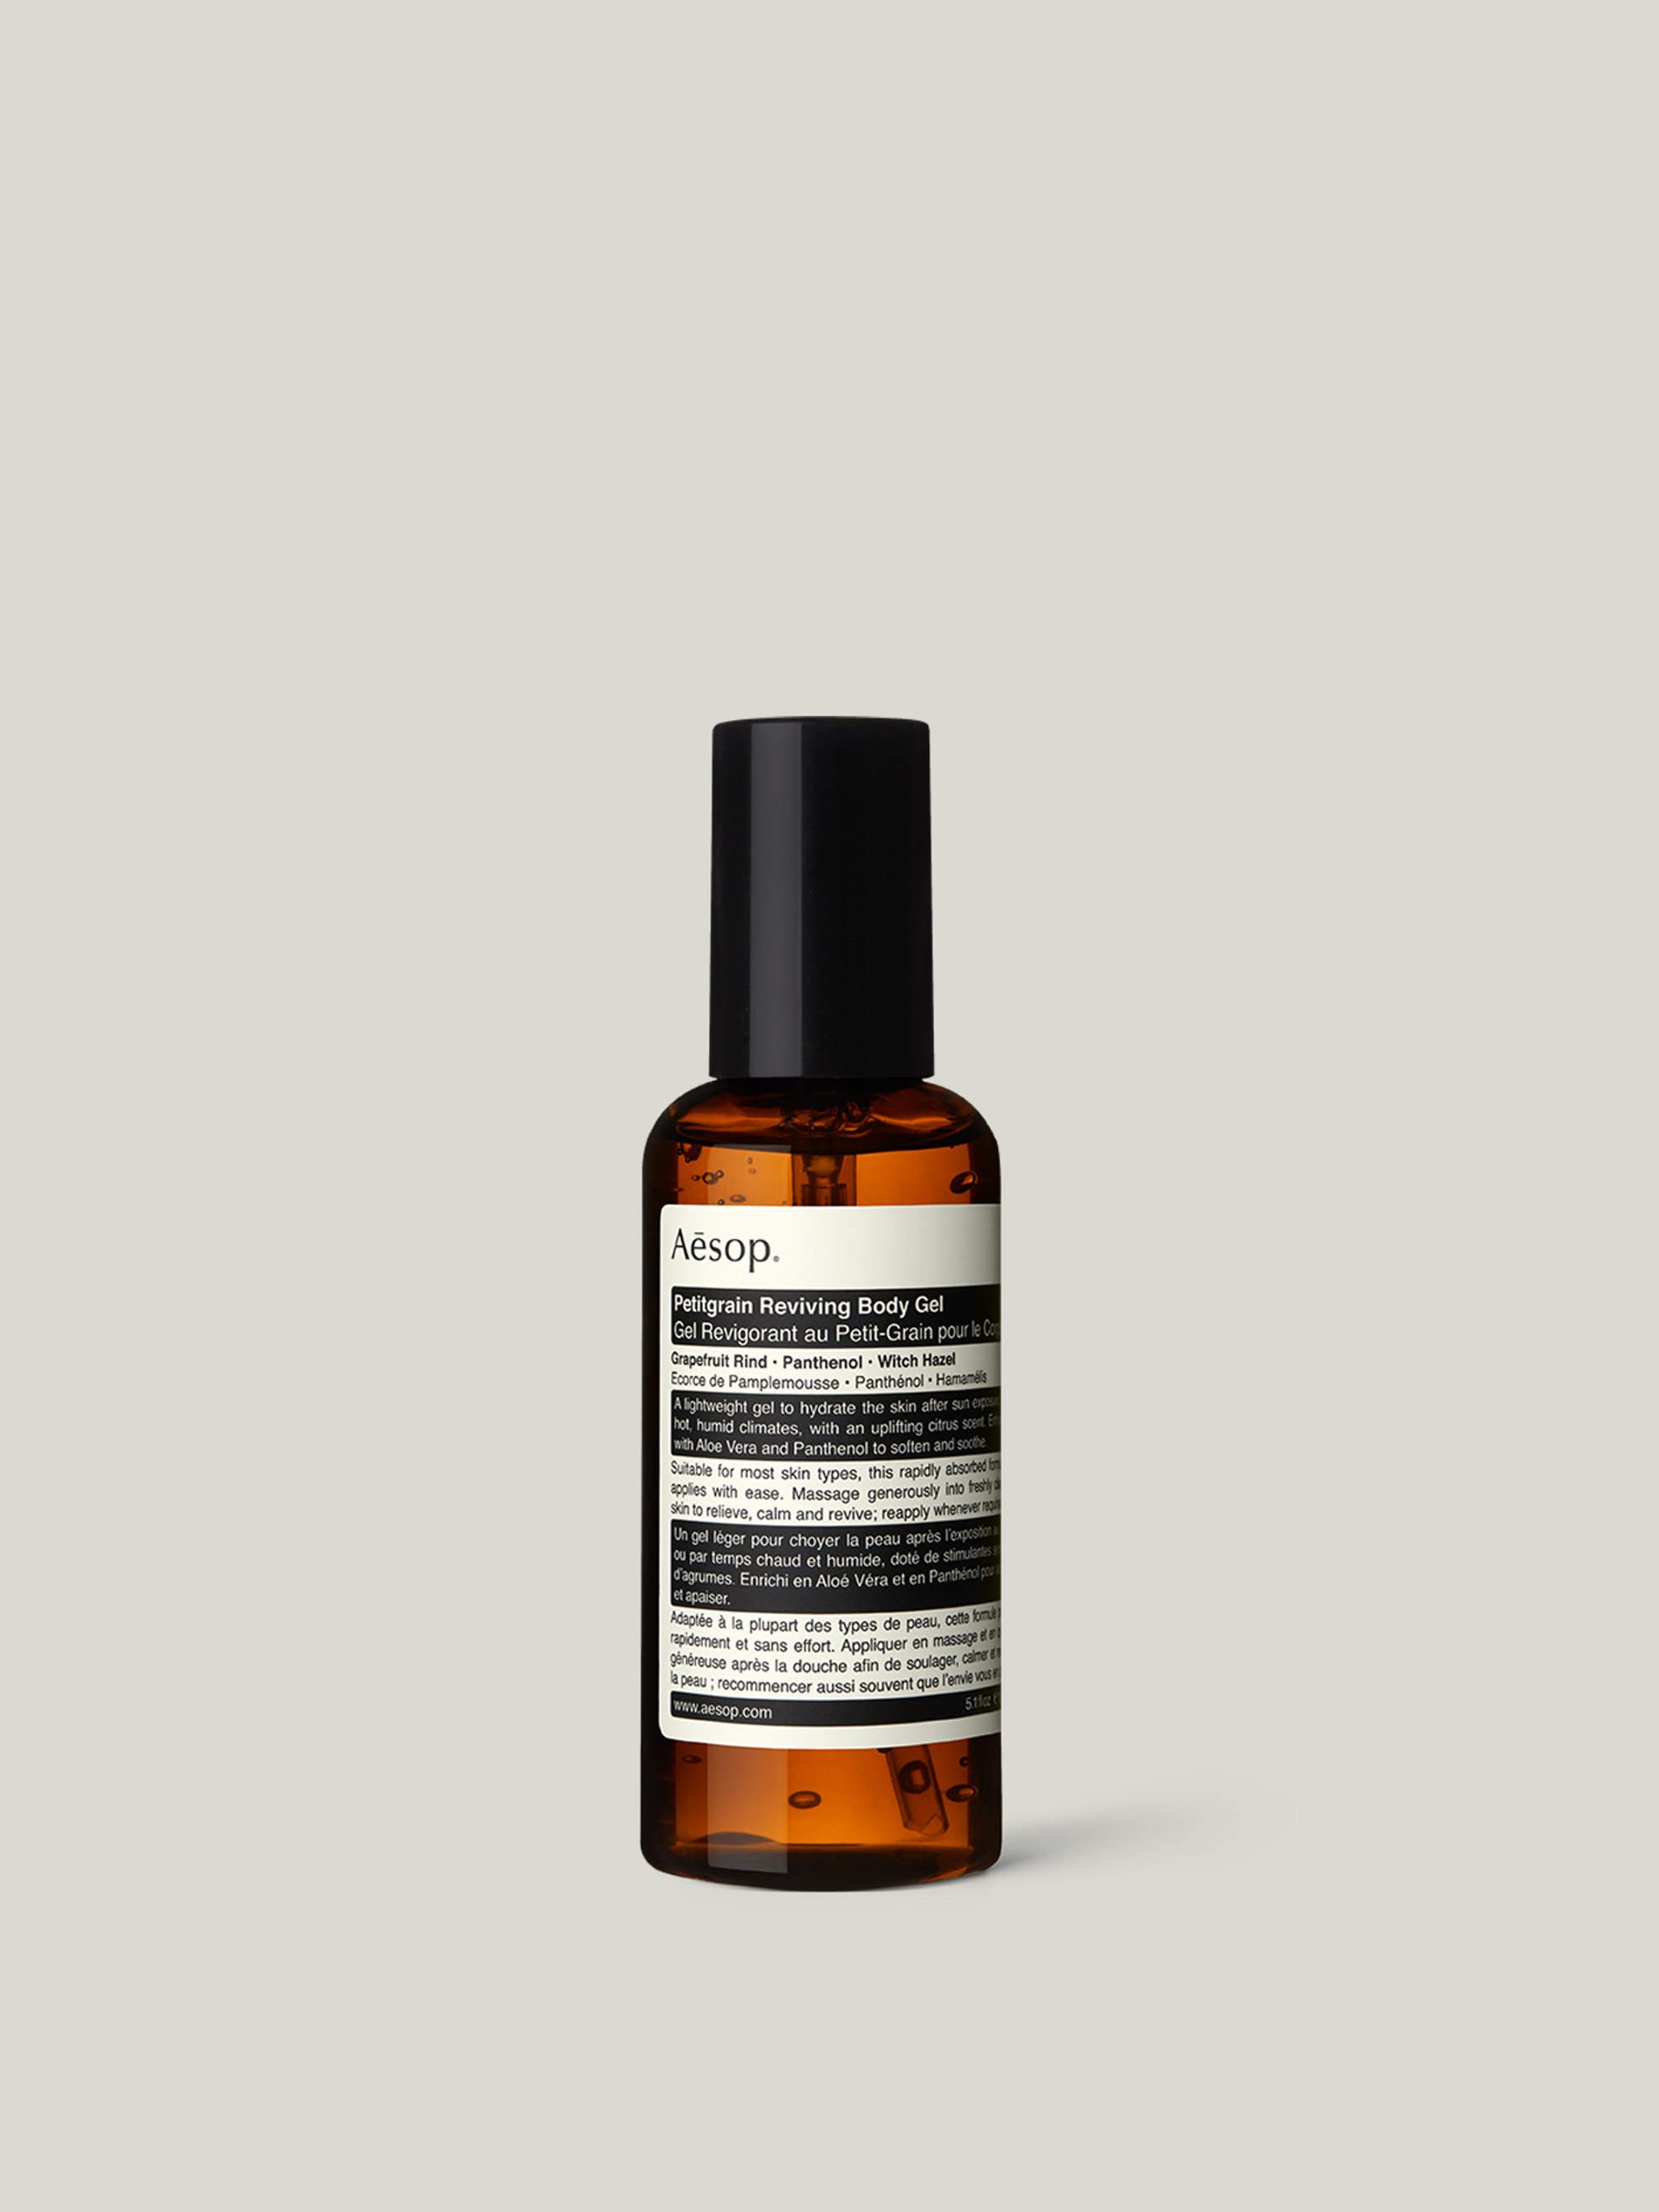 Aēsop®
Petitgrain Reviving Body Gel
Gel Revigorant au Petit-Grain pour le
Grapefruit Rind • Panthenol • Witch Hazel
Ecorce de Pamplemousse • Panthénol • Hamamélis
A lightweight gel to hydrate the skin after sun
hot, humid climates, with an uplifting citrus scent.
with Aloe Vera and Panthenol to soften and soothe.
Suitable for most skin types, this rapidly absorbed
applies with ease. Massage generously into freshly
skin to relieve, calm and revive; reapply whenever
Un gel léger pour choyer la peau après l'exposition
ou par temps chaud et humide, doté de stimulantes
d'agrumes. Enrichi en Aloé Véra et en Panthénol pour
et apaiser.
Adaptée à la plupart des types de peau, cette formule
rapidement et sans effort. Appliquer en massage et en
généreuse après la douche afin de soulager, calmer et
la peau ; recommencer aussi souvent que l'envie vous
www.aesop.com 5.1 fl oz